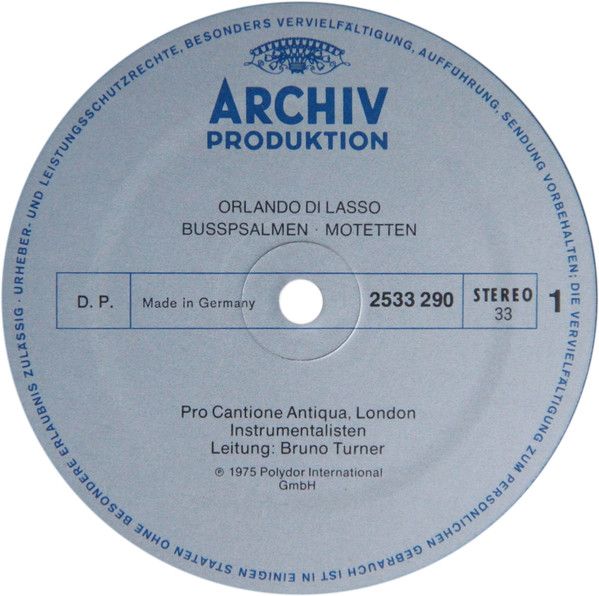 URHEBER- UND LEISTUNGSSCHUTZRECHTE, BESONDERS VERVIELFÄLTIGUNG, AUFFÜHRUNG, SENDUNG VORBEHALTEN; DIE VERVIELFÄLTIGUNG ZUM PERSÖNLICHEN GEBRAUCH IST IN EINIGEN STAATEN OHNE BESONDERE ERLAUBNIS ZULÄSSIG ·
ARCHIV
PRODUKTION
ORLANDO DI LASSO
BUSSPSALMEN · MOTETTEN
D. P. Made in Germany 2533 290 STEREO 1
33
Pro Cantione Antiqua, London
Instrumentalisten
Leitung: Bruno Turner
℗ 1975 Polydor International
GmbH